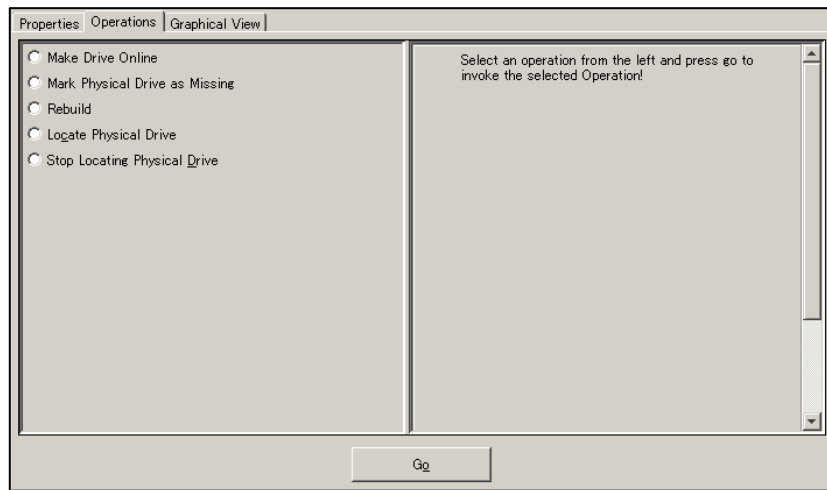 Properties Operations Graphical View
Make Drive Online
Mark Physical Drive as Missing
Rebuild
Locate Physical Drive
Stop Locating Physical Drive
Select an operation from the left and press go to
invoke the selected Operation!
Go